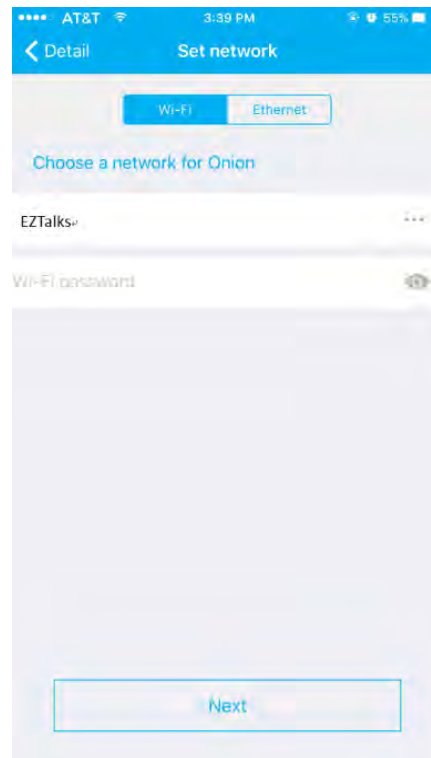 AT&T 3:39 PM 55%
Detail Set network
Wi-Fi Ethernet
Choose a network for Onion
EZTalks
Wi-Fi password
Next